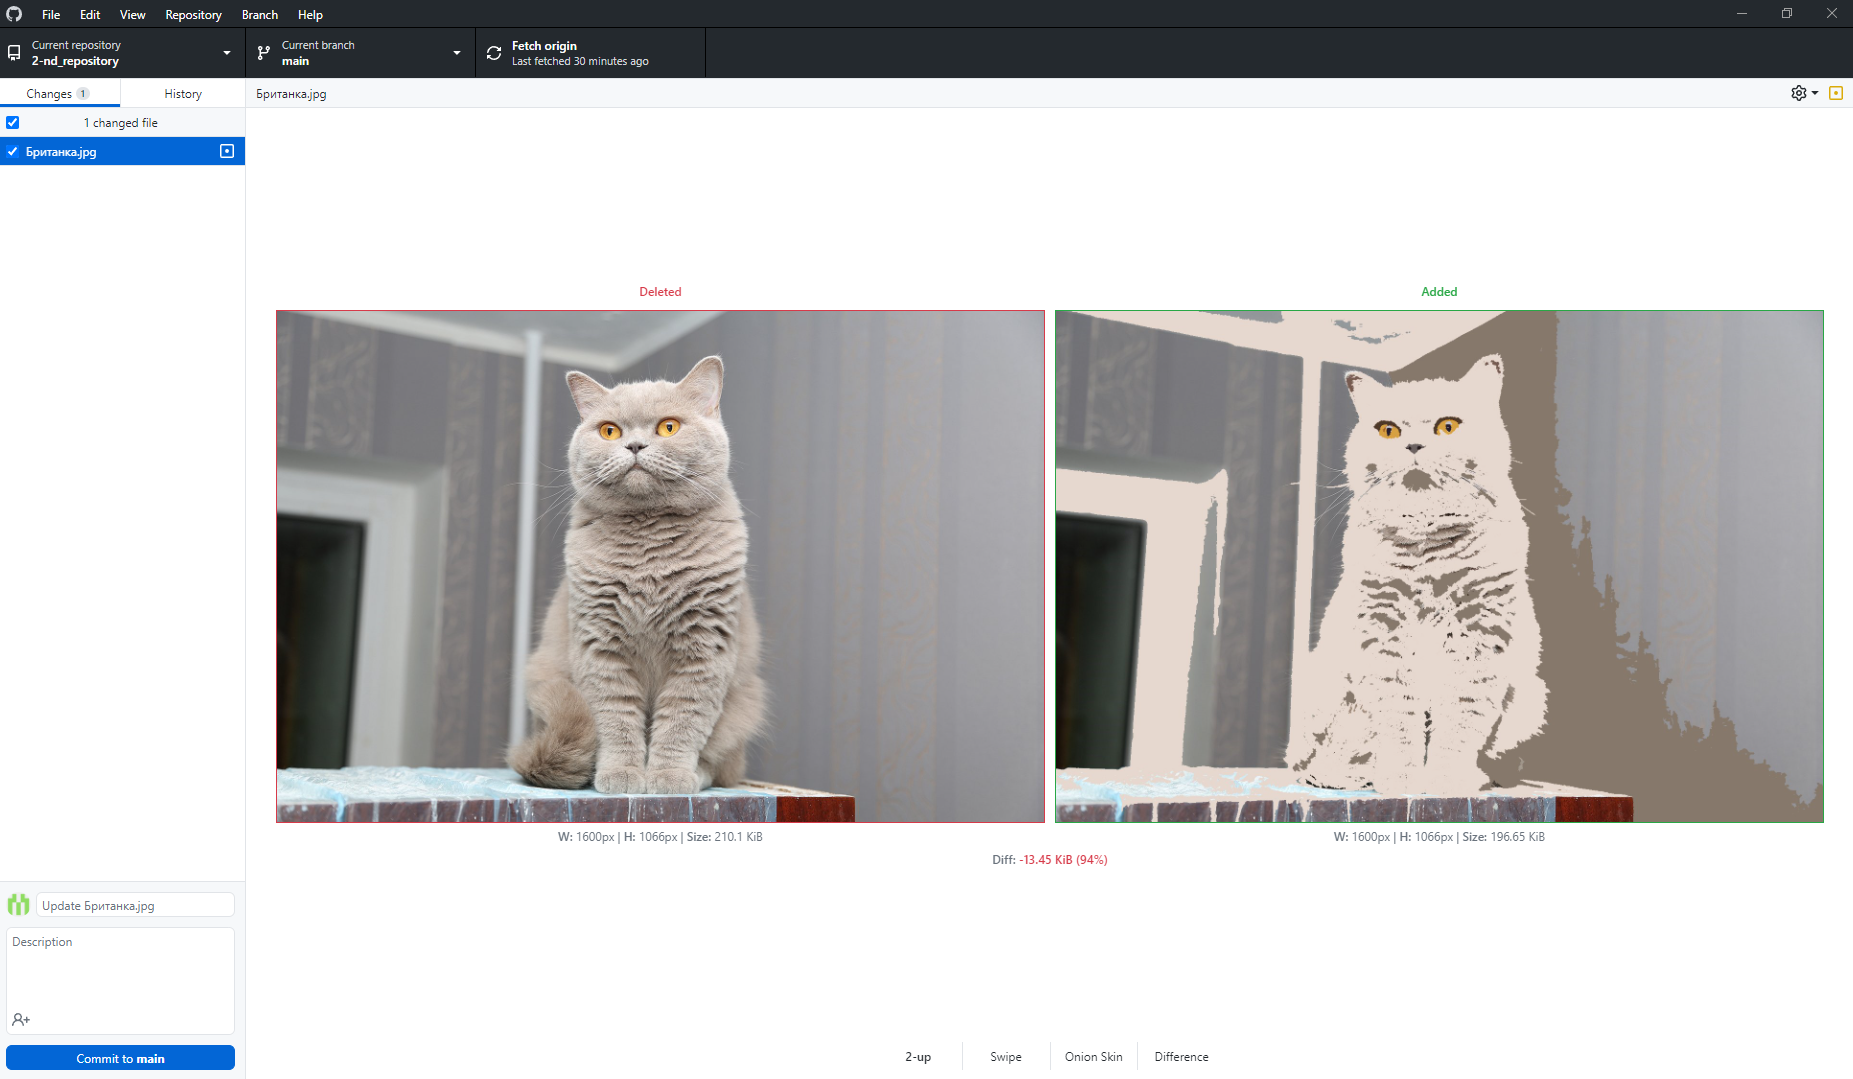 File Edit View Repository Branch Help
Current repository
2-nd_repository
Current branch
main
Fetch origin
Last fetched 30 minutes ago
Changes 1
History
Британка.jpg
1 changed file
Британка.jpg
Deleted
Added
W: 1600px | H: 1066px | Size: 210.1 KiB
W: 1600px | H: 1066px | Size: 196.65 KiB
Diff: -13.45 KiB (94%)
Update Британка.jpg
Description
Commit to main
2-up
Swipe
Onion Skin
Difference